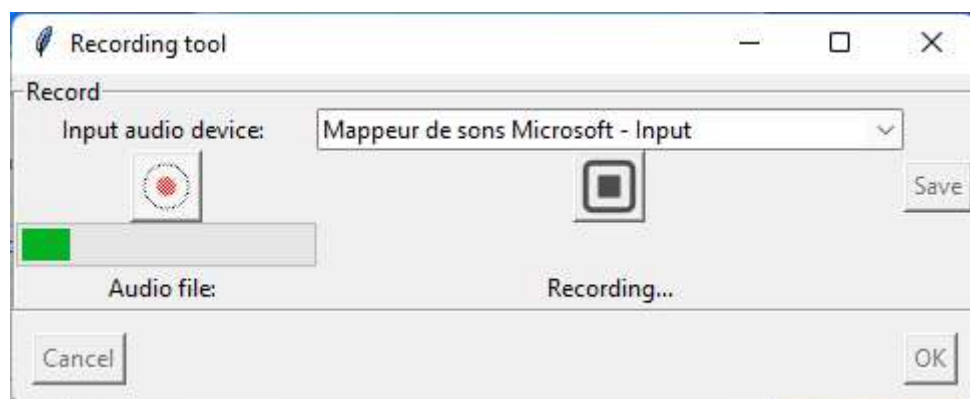 Recording tool
Record
Input audio device: Mappeur de sons Microsoft - Input
Save
Audio file: Recording...
Cancel OK